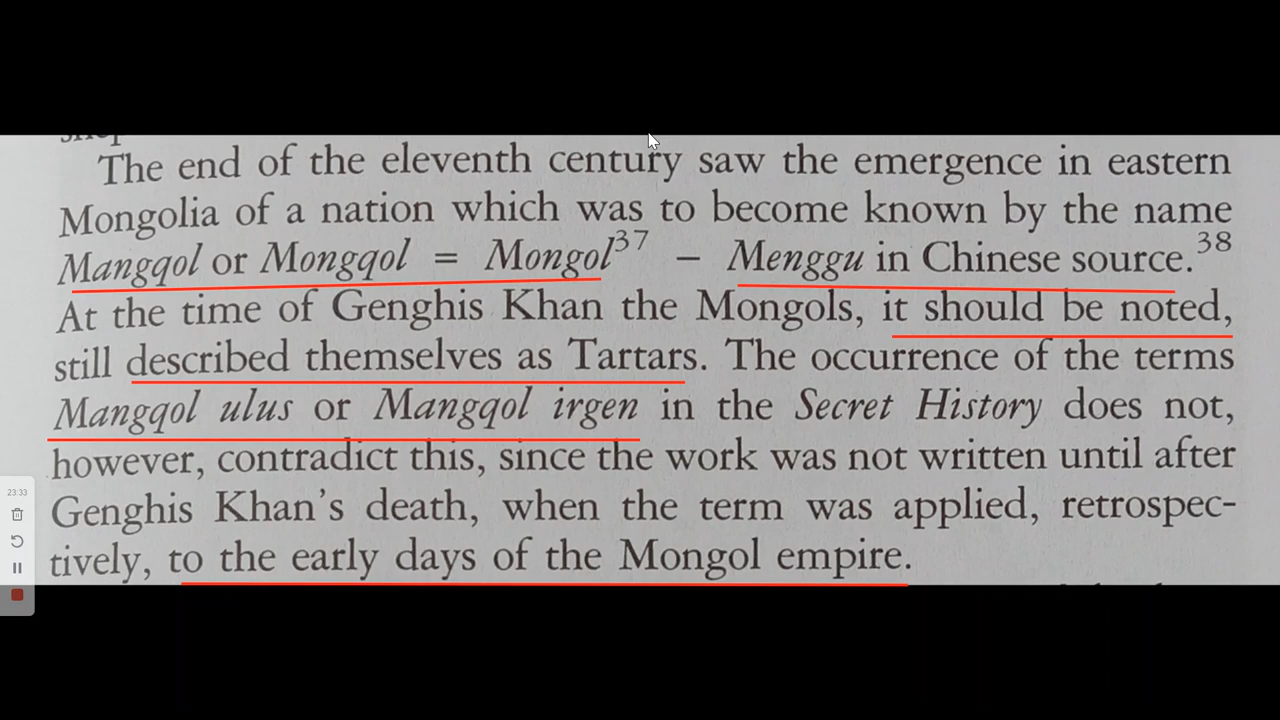 The end of the eleventh century saw the emergence in eastern
Mongolia of a nation which was to become known by the name
Mangqol or Mongqol = Mongol³⁷ – Menggu in Chinese source.³⁸
At the time of Genghis Khan the Mongols, it should be noted,
still described themselves as Tartars. The occurrence of the terms
Mangqol ulus or Mangqol irgen in the Secret History does not,
however, contradict this, since the work was not written until after
Genghis Khan's death, when the term was applied, retrospec-
tively, to the early days of the Mongol empire.
23:33